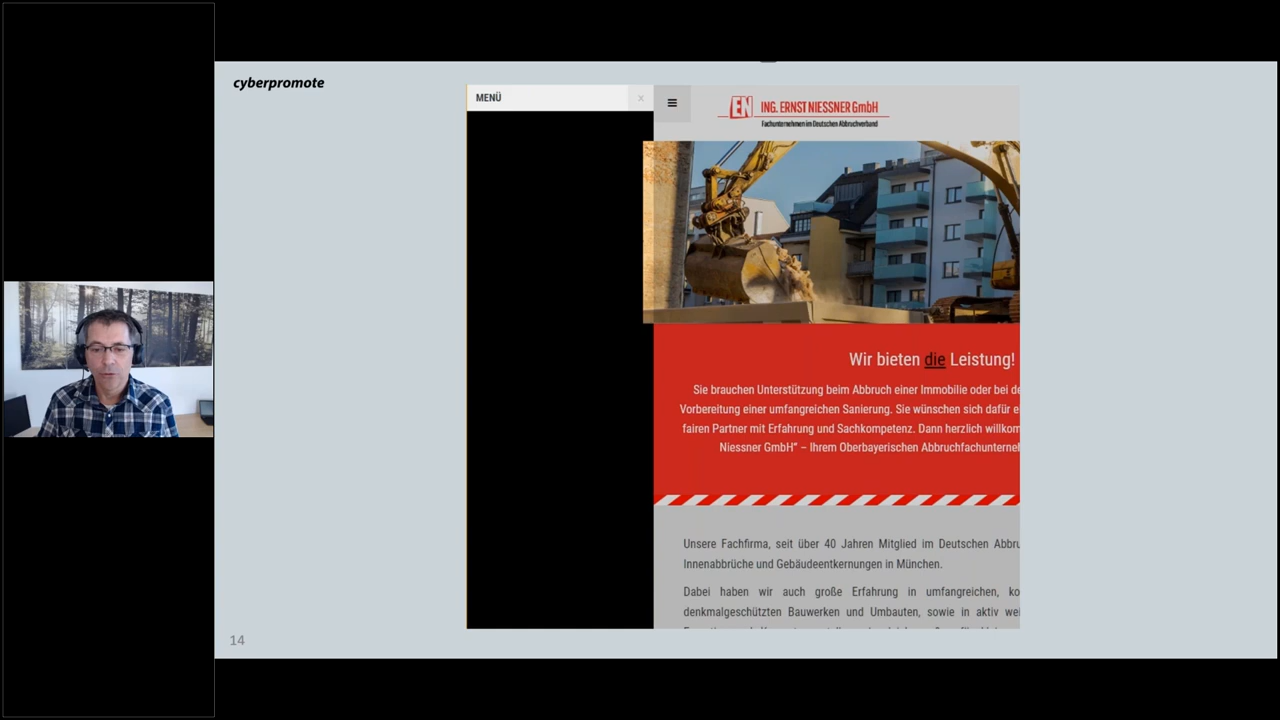 cyberpromote
MENÜ
×
EN
ING. ERNST NIESSNER GmbH
Fachunternehmen im Deutschen Abbruchverband
Wir bieten die Leistung!
Sie brauchen Unterstützung beim Abbruch einer Immobilie oder bei de
Vorbereitung einer umfangreichen Sanierung. Sie wünschen sich dafür e
fairen Partner mit Erfahrung und Sachkompetenz. Dann herzlich willkom
Niessner GmbH” – Ihrem Oberbayerischen Abbruchfachunterneh
Unsere Fachfirma, seit über 40 Jahren Mitglied im Deutschen Abbru
Innenabbrüche und Gebäudeentkernungen in München.
Dabei haben wir auch große Erfahrung in umfangreichen, ko
denkmalgeschützten Bauwerken und Umbauten, sowie in aktiv wei
14